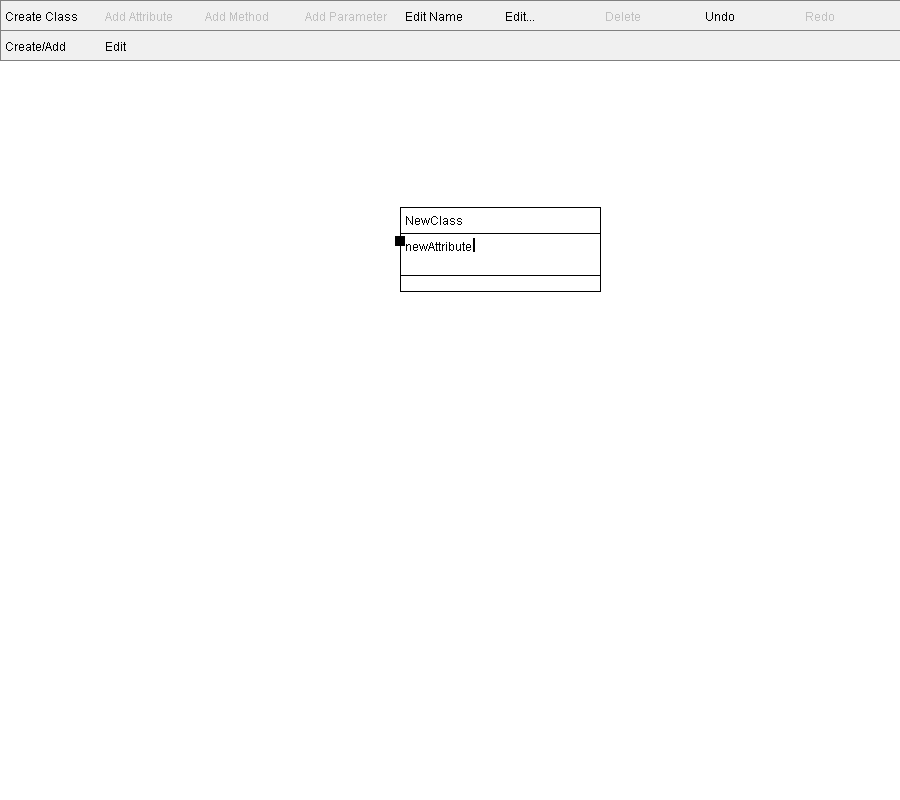 Create Class Add Attribute Add Method Add Parameter Edit Name Edit... Delete Undo Redo
Create/Add Edit
NewClass
newAttribute